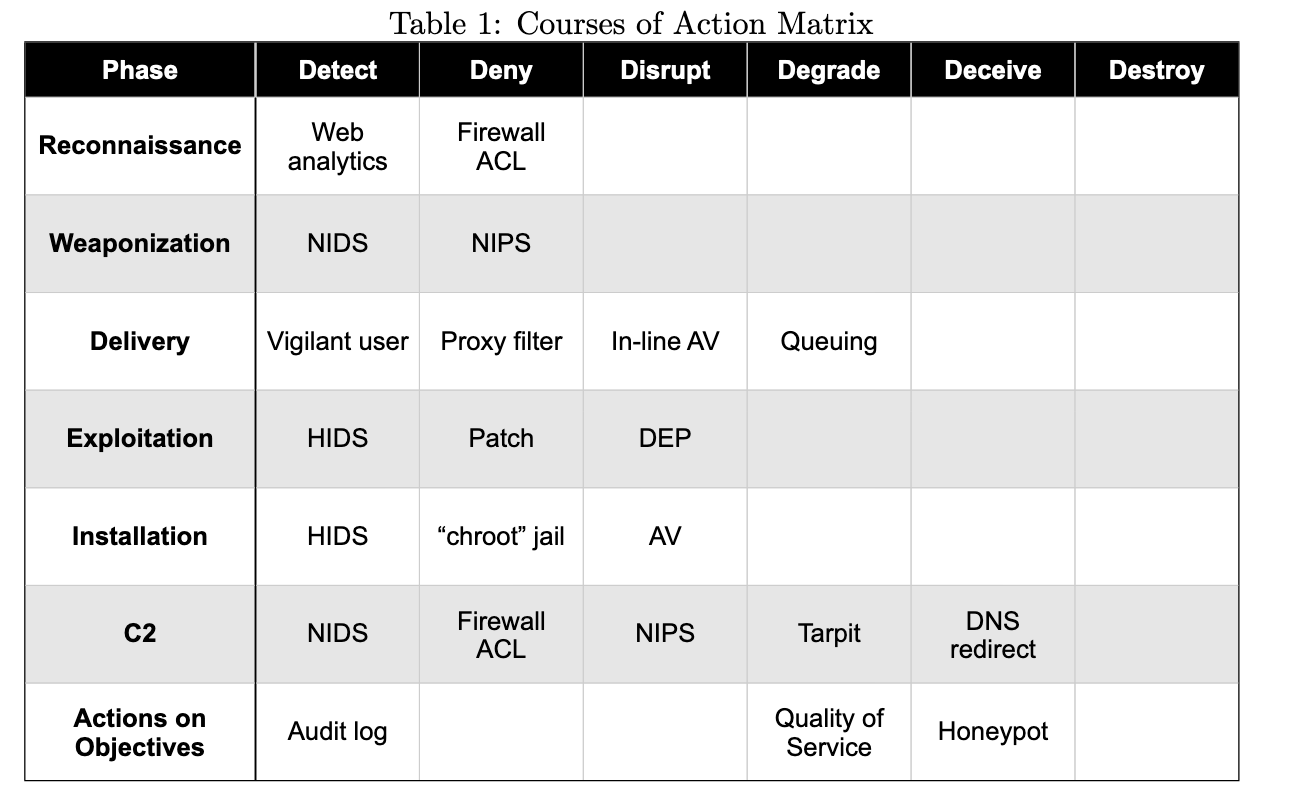 Table 1: Courses of Action Matrix
Phase Detect Deny Disrupt Degrade Deceive Destroy
Reconnaissance
Web
analytics
Firewall
ACL
Weaponization NIDS NIPS
Delivery Vigilant user Proxy filter In-line AV Queuing
Exploitation HIDS Patch DEP
Installation HIDS “chroot” jail AV
C2 NIDS
Firewall
ACL
NIPS Tarpit
DNS
redirect
Actions on
Objectives
Audit log
Quality of
Service
Honeypot